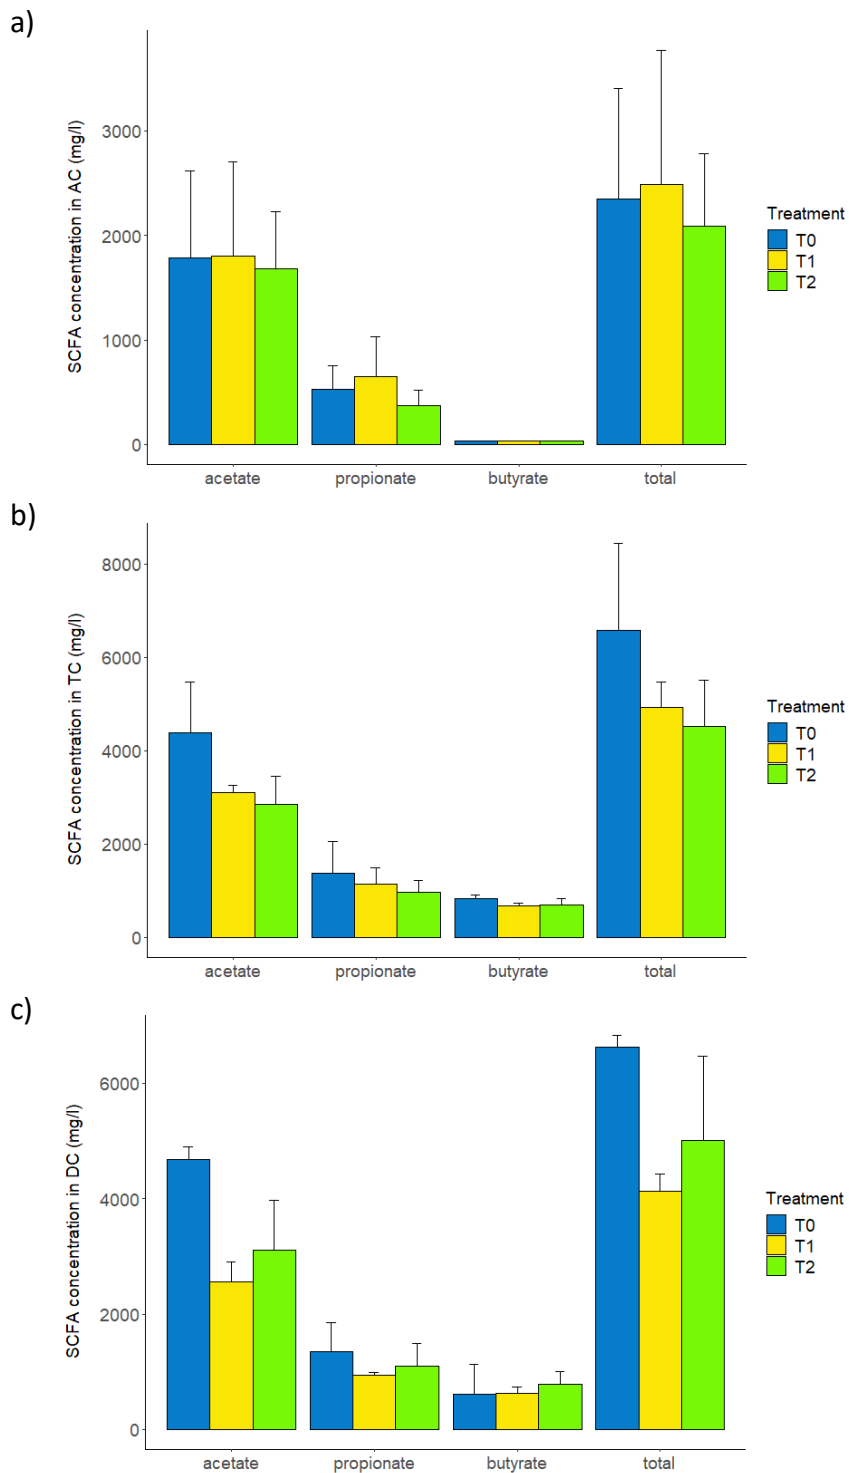 a)
SCFA concentration in AC (mg/l)
3000
2000
1000
0
acetate propionate butyrate total
Treatment
T0
T1
T2
b)
SCFA concentration in TC (mg/l)
8000
6000
4000
2000
0
acetate propionate butyrate total
Treatment
T0
T1
T2
c)
SCFA concentration in DC (mg/l)
6000
4000
2000
0
acetate propionate butyrate total
Treatment
T0
T1
T2